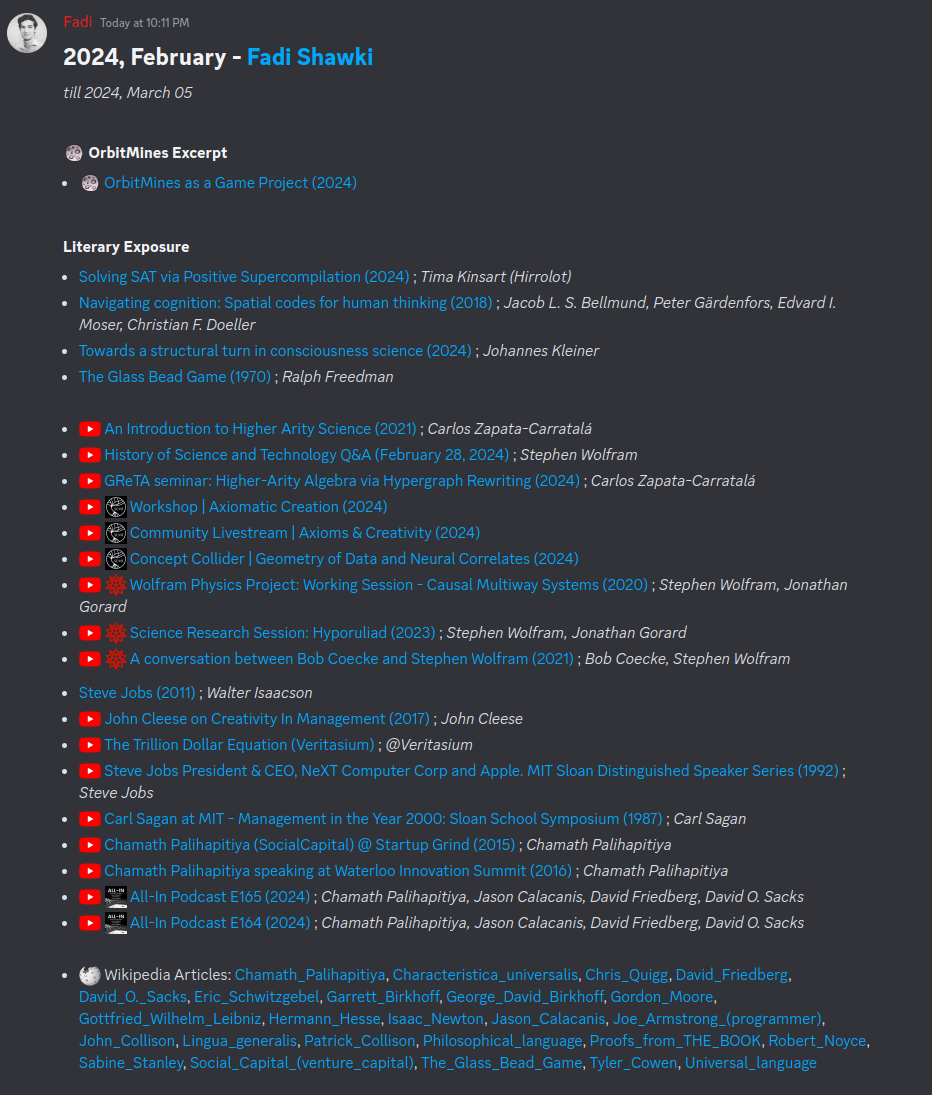 Fadi Today at 10:11 PM
2024, February - Fadi Shawki
till 2024, March 05
OrbitMines Excerpt
• OrbitMines as a Game Project (2024)
Literary Exposure
• Solving SAT via Positive Supercompilation (2024) ; Tima Kinsart (Hirrolot)
• Navigating cognition: Spatial codes for human thinking (2018) ; Jacob L. S. Bellmund, Peter Gärdenfors, Edvard I.
Moser, Christian F. Doeller
• Towards a structural turn in consciousness science (2024) ; Johannes Kleiner
• The Glass Bead Game (1970) ; Ralph Freedman
• An Introduction to Higher Arity Science (2021) ; Carlos Zapata-Carratalá
• History of Science and Technology Q&A (February 28, 2024) ; Stephen Wolfram
• GReTA seminar: Higher-Arity Algebra via Hypergraph Rewriting (2024) ; Carlos Zapata-Carratalá
• Workshop | Axiomatic Creation (2024)
• Community Livestream | Axioms & Creativity (2024)
• Concept Collider | Geometry of Data and Neural Correlates (2024)
• Wolfram Physics Project: Working Session - Causal Multiway Systems (2020) ; Stephen Wolfram, Jonathan
Gorard
• Science Research Session: Hyporuliad (2023) ; Stephen Wolfram, Jonathan Gorard
• A conversation between Bob Coecke and Stephen Wolfram (2021) ; Bob Coecke, Stephen Wolfram
• Steve Jobs (2011) ; Walter Isaacson
• John Cleese on Creativity In Management (2017) ; John Cleese
• The Trillion Dollar Equation (Veritasium) ; @Veritasium
• Steve Jobs President & CEO, NeXT Computer Corp and Apple. MIT Sloan Distinguished Speaker Series (1992) ;
Steve Jobs
• Carl Sagan at MIT - Management in the Year 2000: Sloan School Symposium (1987) ; Carl Sagan
• Chamath Palihapitiya (SocialCapital) @ Startup Grind (2015) ; Chamath Palihapitiya
• Chamath Palihapitiya speaking at Waterloo Innovation Summit (2016) ; Chamath Palihapitiya
• ALL-IN All-In Podcast E165 (2024) ; Chamath Palihapitiya, Jason Calacanis, David Friedberg, David O. Sacks
• ALL-IN All-In Podcast E164 (2024) ; Chamath Palihapitiya, Jason Calacanis, David Friedberg, David O. Sacks
• Wikipedia Articles: Chamath_Palihapitiya, Characteristica_universalis, Chris_Quigg, David_Friedberg,
David_O._Sacks, Eric_Schwitzgebel, Garrett_Birkhoff, George_David_Birkhoff, Gordon_Moore,
Gottfried_Wilhelm_Leibniz, Hermann_Hesse, Isaac_Newton, Jason_Calacanis, Joe_Armstrong_(programmer),
John_Collison, Lingua_generalis, Patrick_Collison, Philosophical_language, Proofs_from_THE_BOOK, Robert_Noyce,
Sabine_Stanley, Social_Capital_(venture_capital), The_Glass_Bead_Game, Tyler_Cowen, Universal_language